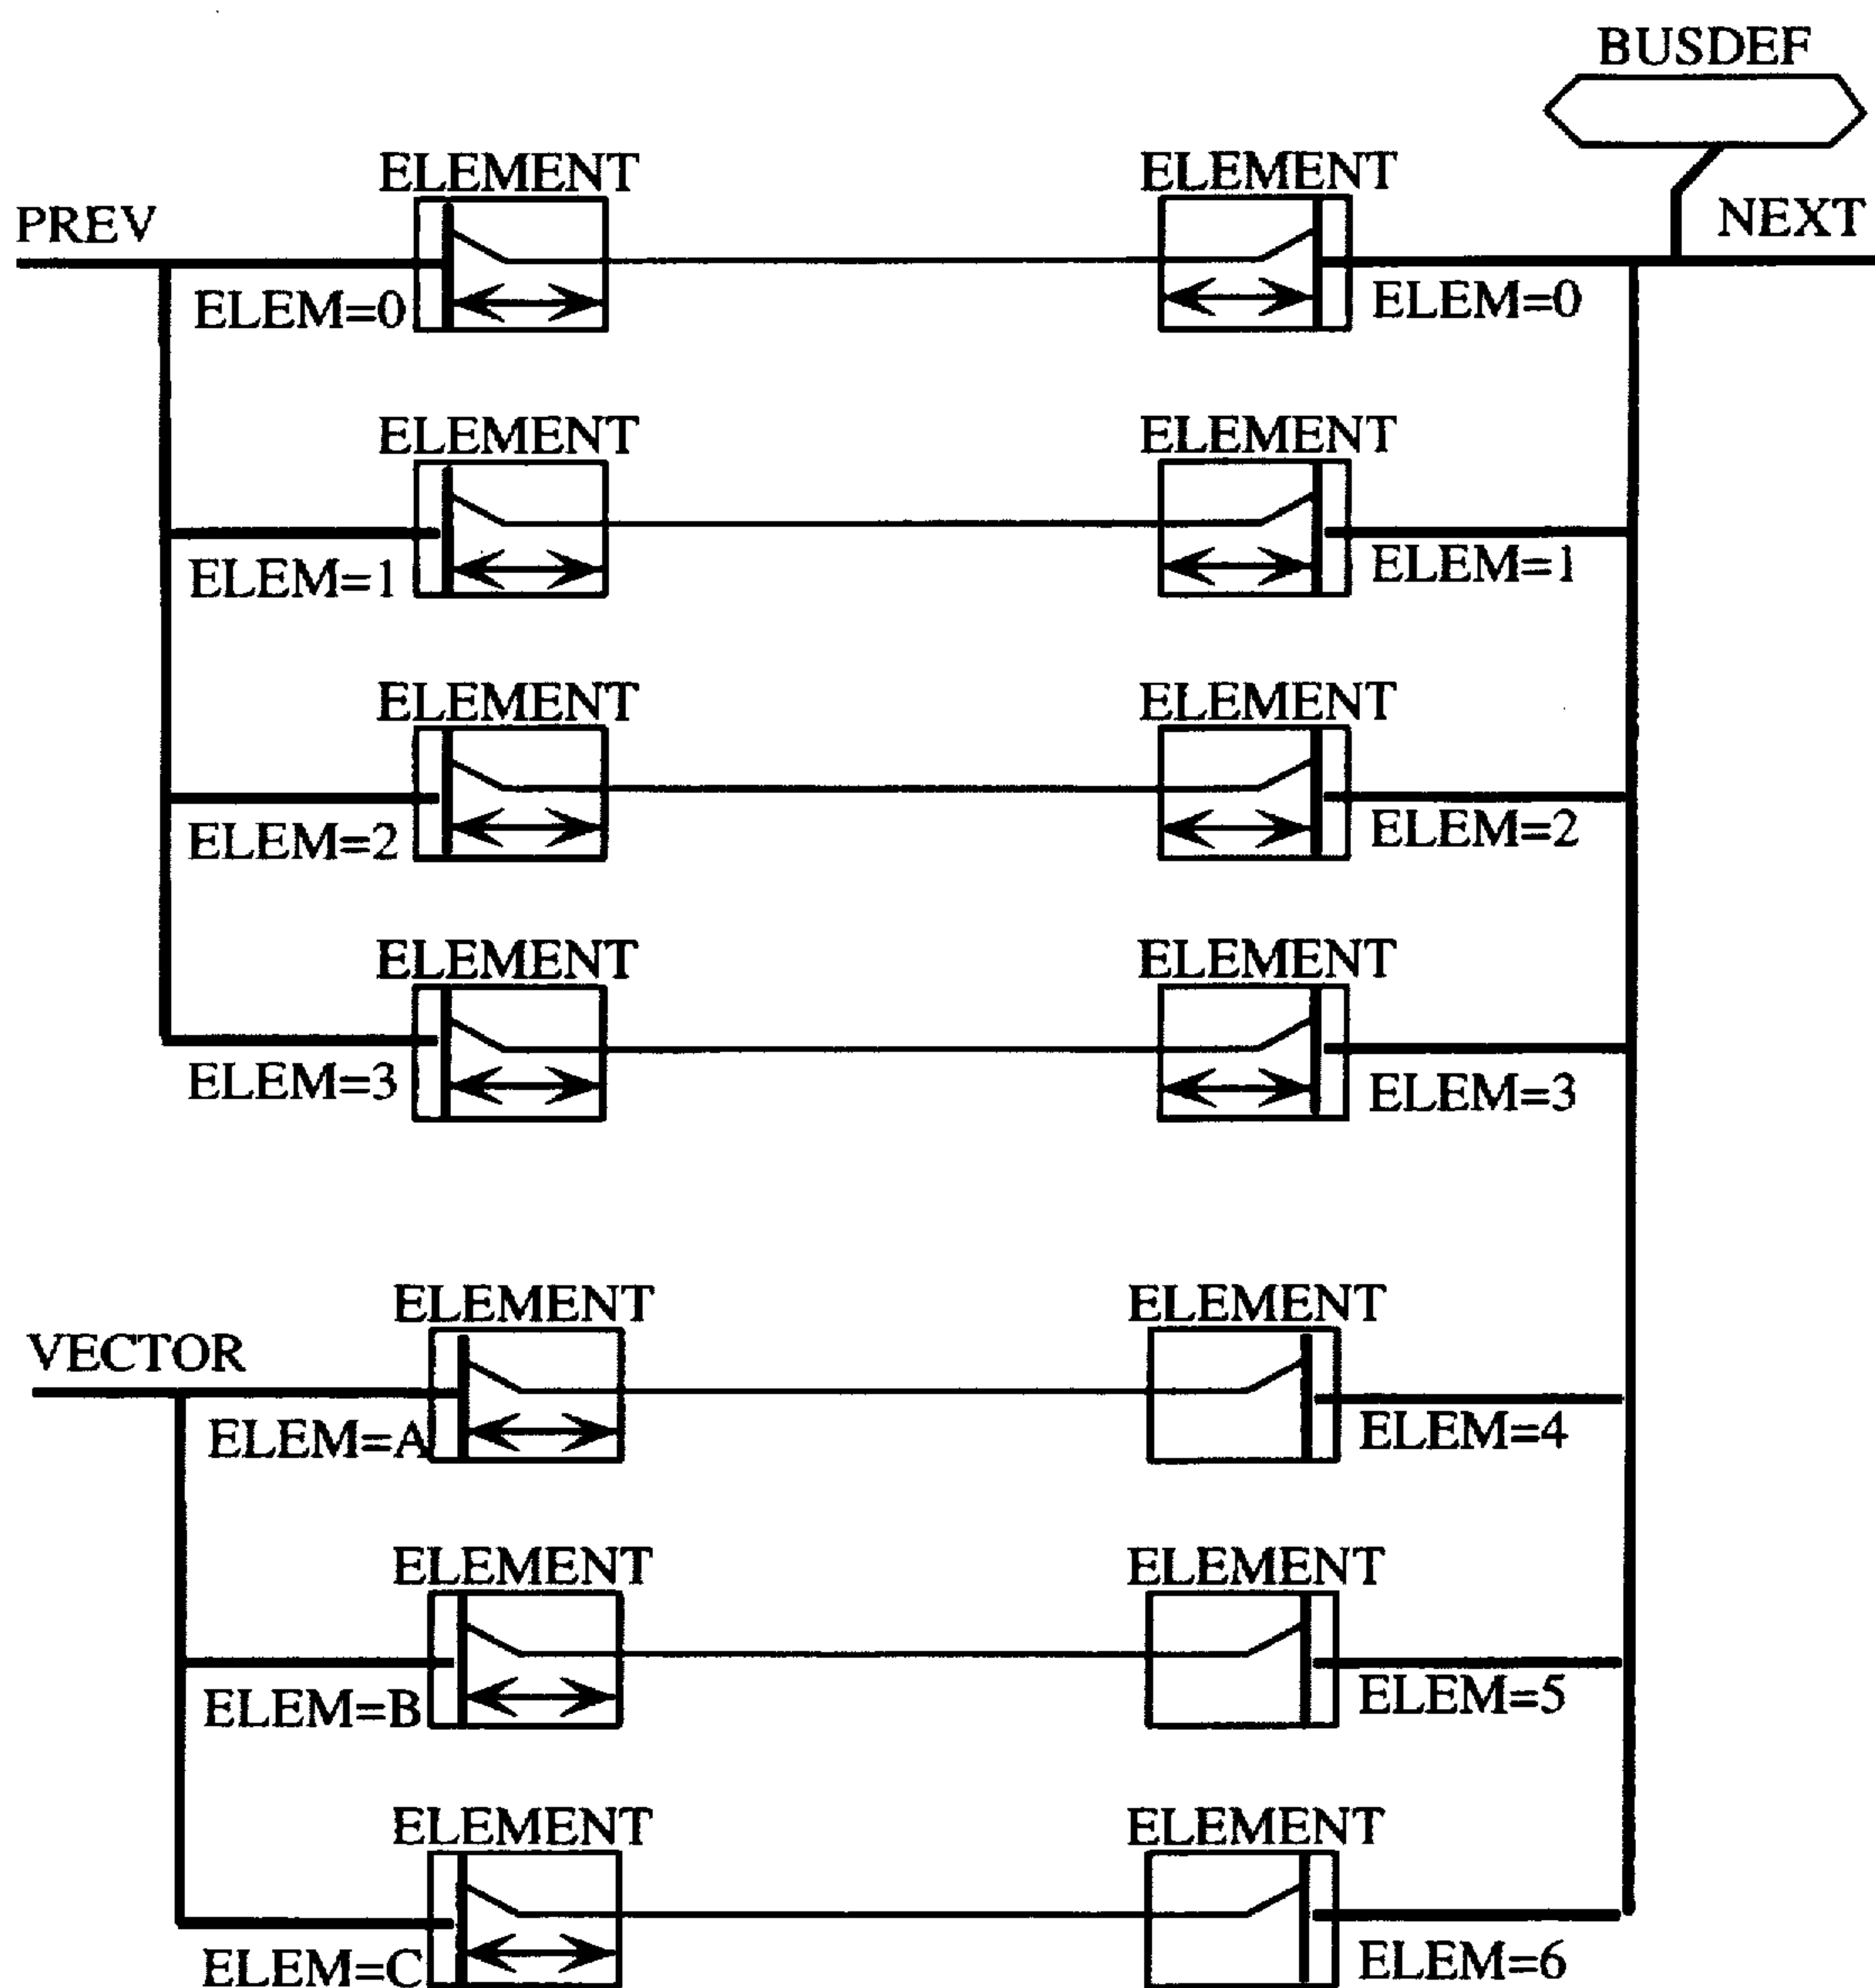 BUSDEF
ELEMENT ELEMENT
PREV NEXT
ELEM=0 ELEM=0
ELEMENT ELEMENT
ELEM=1 ELEM=1
ELEMENT ELEMENT
ELEM=2 ELEM=2
ELEMENT ELEMENT
ELEM=3 ELEM=3
ELEMENT ELEMENT
VECTOR
ELEM=A ELEM=4
ELEMENT ELEMENT
ELEM=B ELEM=5
ELEMENT ELEMENT
ELEM=C ELEM=6